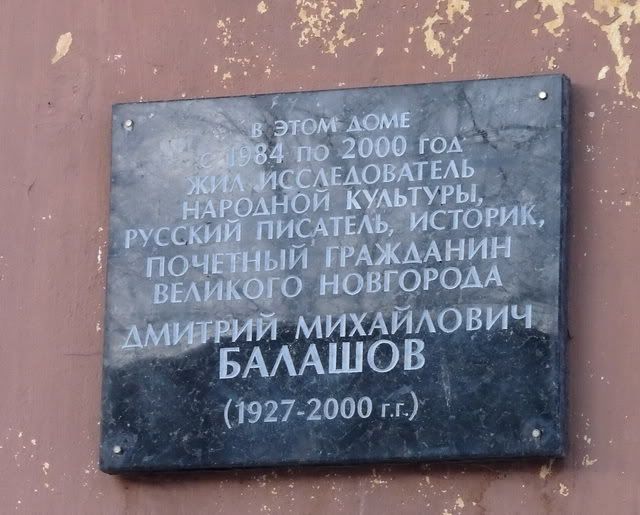 В ЭТОМ ДОМЕ
С 1984 ПО 2000 ГОД
ЖИЛ ИССЛЕДОВАТЕЛЬ
НАРОДНОЙ КУЛЬТУРЫ,
РУССКИЙ ПИСАТЕЛЬ, ИСТОРИК,
ПОЧЕТНЫЙ ГРАЖДАНИН
ВЕЛИКОГО НОВГОРОДА
ДМИТРИЙ МИХАЙЛОВИЧ
БАЛАШОВ
(1927-2000 г.г.)